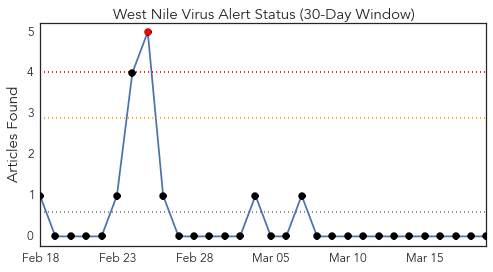 West Nile Virus Alert Status (30-Day Window)
Articles Found
5
4
3
2
1
0
Feb 18
Feb 23
Feb 28
Mar 05
Mar 10
Mar 15